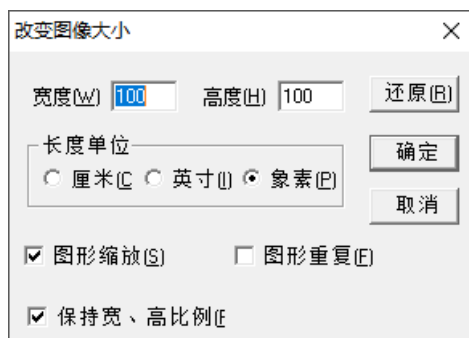 改变图像大小
宽度(W) 100 高度(H) 100 还原(R)
长度单位 确定
厘米(C 英寸(I) 象素(P)
取消
图形缩放(S) 图形重复(F)
保持宽、高比例(F